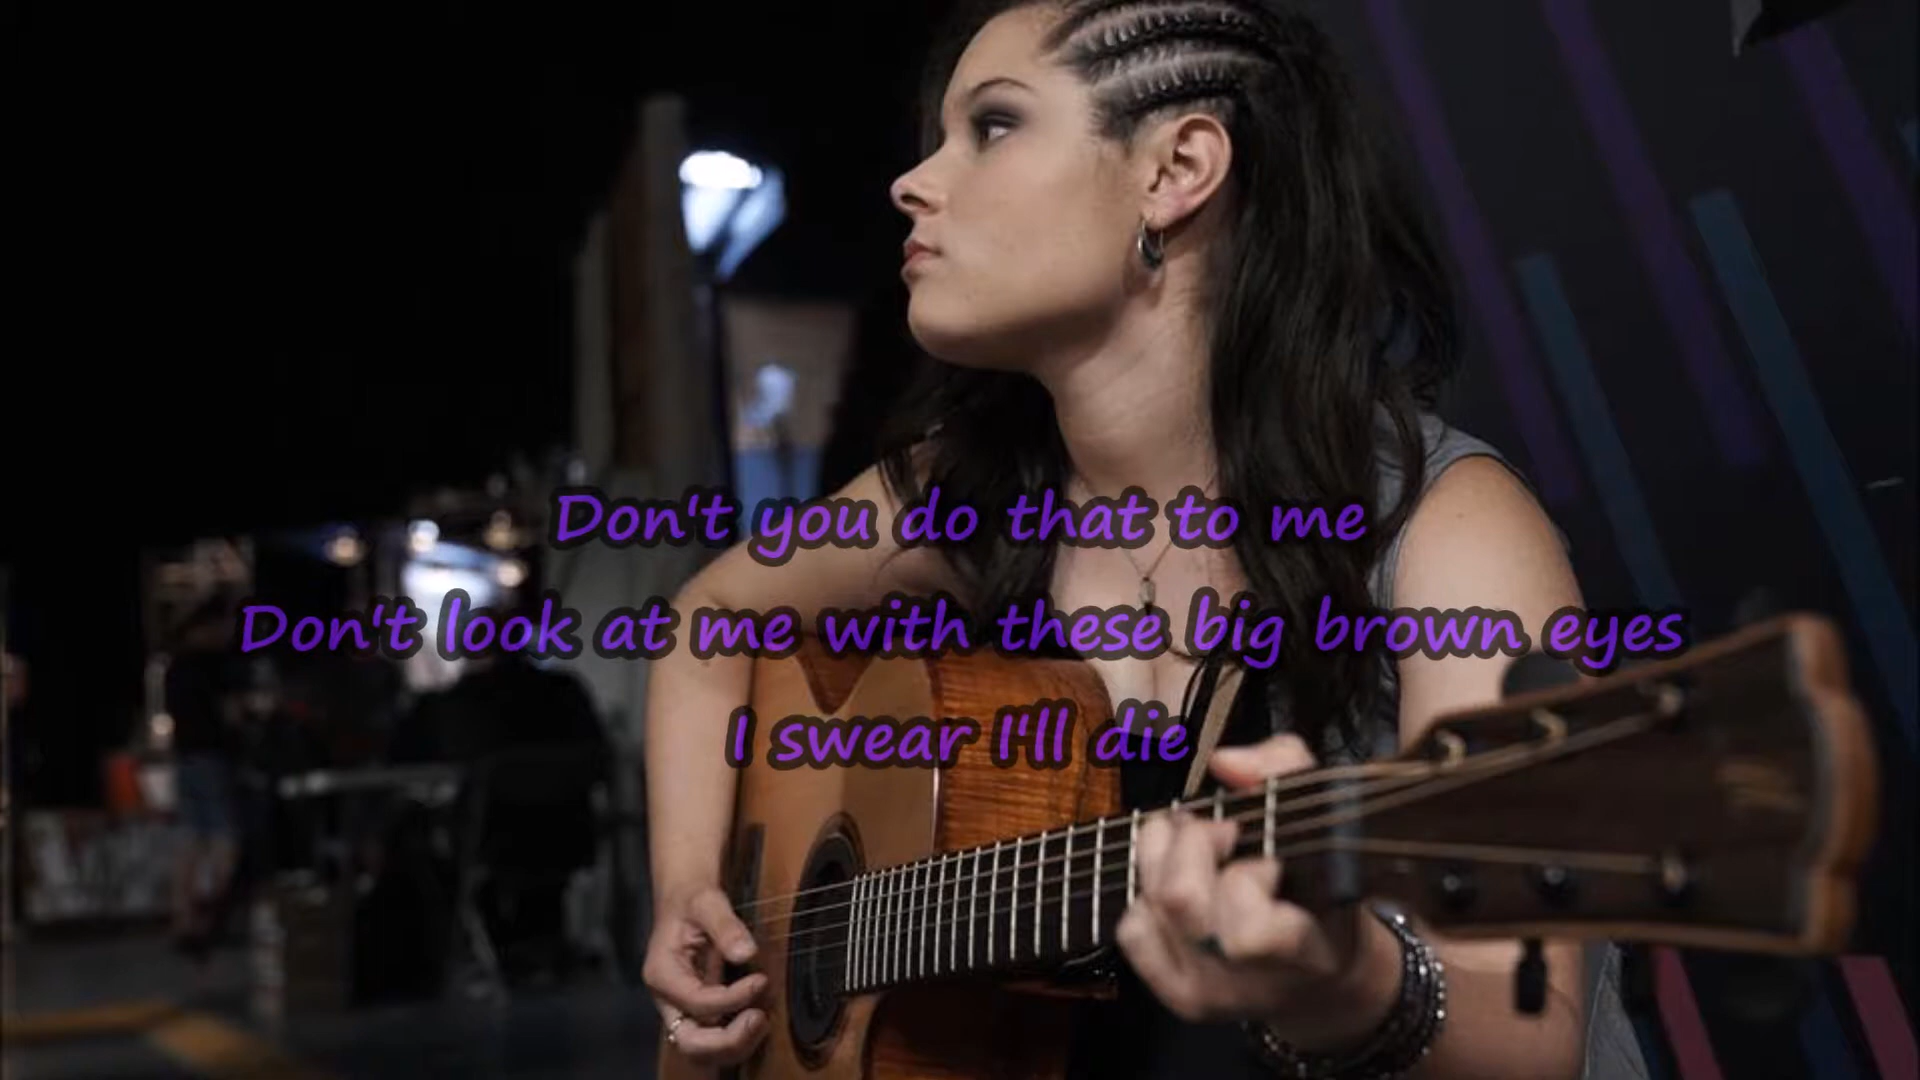 Don't you do that to me
Don't look at me with these big brown eyes
I swear I'll die